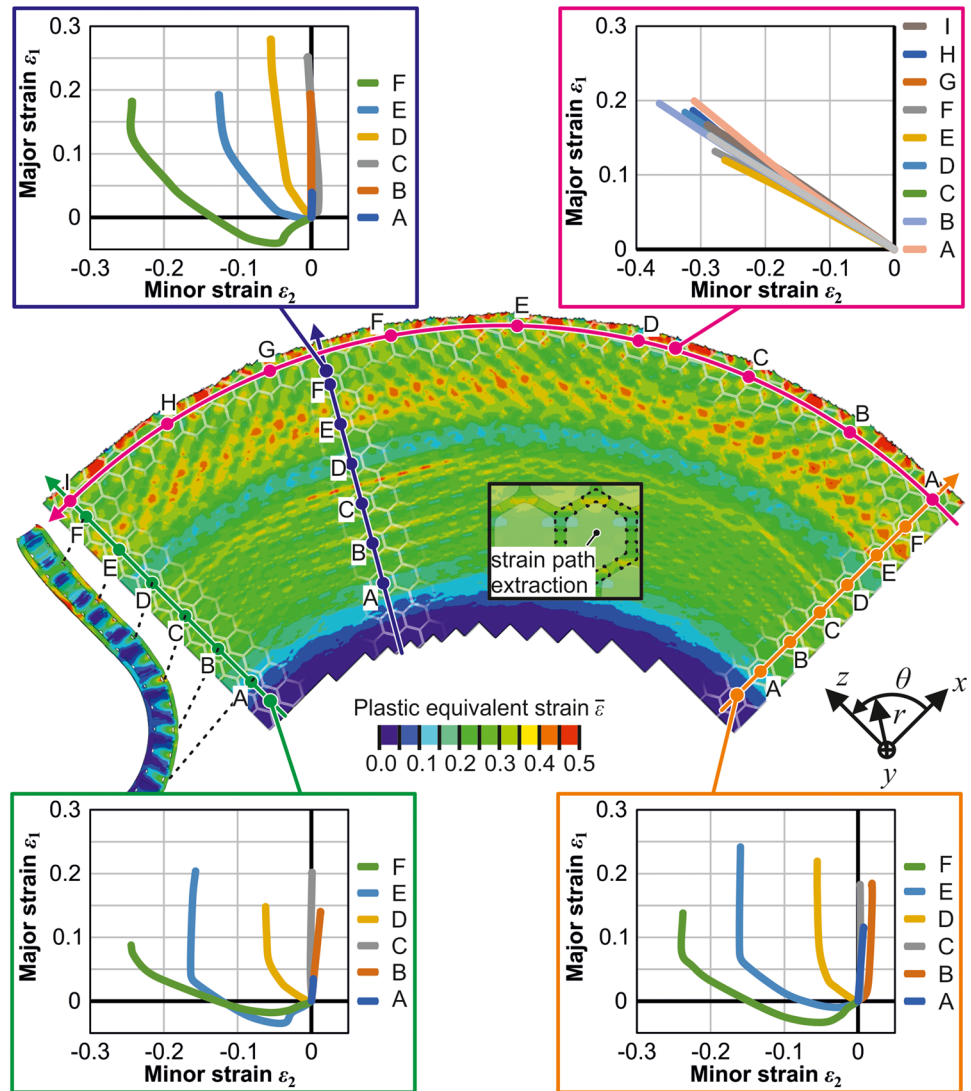 0.3
0.2
0.1
0
-0.3
-0.2
-0.1
0
Major strain ε1
Minor strain ε2
F
E
D
C
B
A
0.3
0.2
0.1
0
-0.4
-0.3
-0.2
-0.1
0
Major strain ε1
Minor strain ε2
I
H
G
F
E
D
C
B
A
I
H
G
F
E
D
C
B
A
F
E
D
C
B
A
F
E
D
C
B
A
F
E
D
C
B
A
strain path
extraction
Plastic equivalent strain ε̅
0.0 0.1 0.2 0.3 0.4 0.5
z
θ
x
r
y
0.3
0.2
0.1
0
-0.3
-0.2
-0.1
0
Major strain ε1
Minor strain ε2
F
E
D
C
B
A
0.3
0.2
0.1
0
-0.3
-0.2
-0.1
0
Major strain ε1
Minor strain ε2
F
E
D
C
B
A